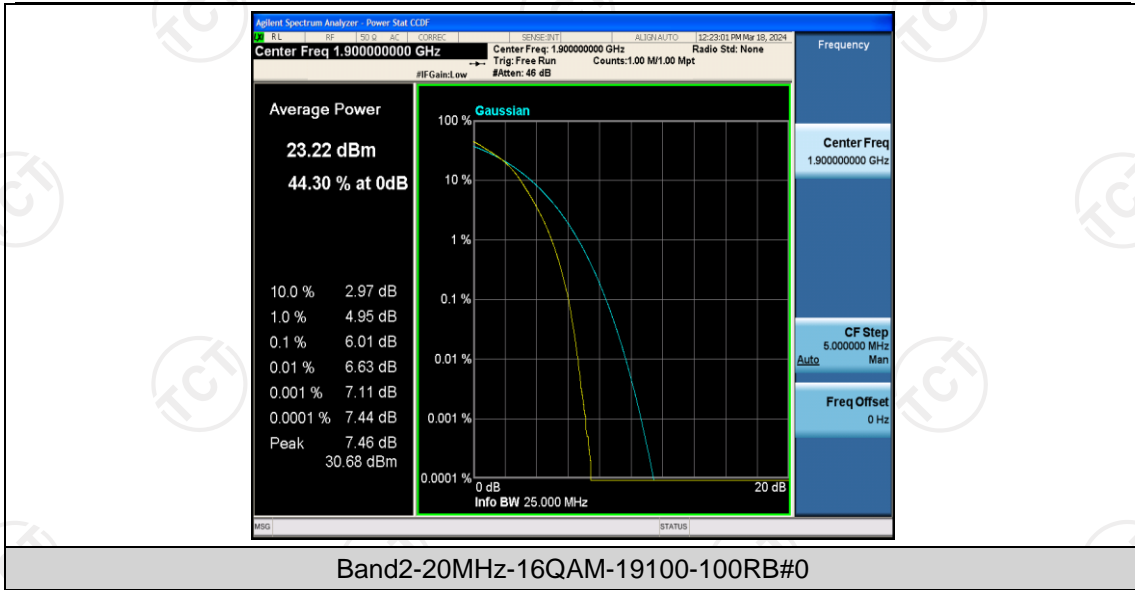 Agilent Spectrum Analyzer - Power Stat CCDF
LXI RL RF 50 Ω AC CORREC SENSE:INT ALIGN AUTO 12:23:01 PM Mar 18, 2024
Center Freq 1.900000000 GHz
Center Freq: 1.900000000 GHz Radio Std: None
Trig: Free Run Counts:1.00 M/1.00 Mpt
#IFGain:Low #Atten: 46 dB
Frequency
Average Power
23.22 dBm
44.30 % at 0dB
10.0 % 2.97 dB
1.0 % 4.95 dB
0.1 % 6.01 dB
0.01 % 6.63 dB
0.001 % 7.11 dB
0.0001 % 7.44 dB
Peak 7.46 dB
30.68 dBm
Gaussian
100 %
10 %
1 %
0.1 %
0.01 %
0.001 %
0.0001 %
0 dB 20 dB
Info BW 25.000 MHz
Center Freq
1.900000000 GHz
CF Step
5.000000 MHz
Auto Man
Freq Offset
0 Hz
MSG STATUS
Band2-20MHz-16QAM-19100-100RB#0
TCT
TCT
TCT
TCT